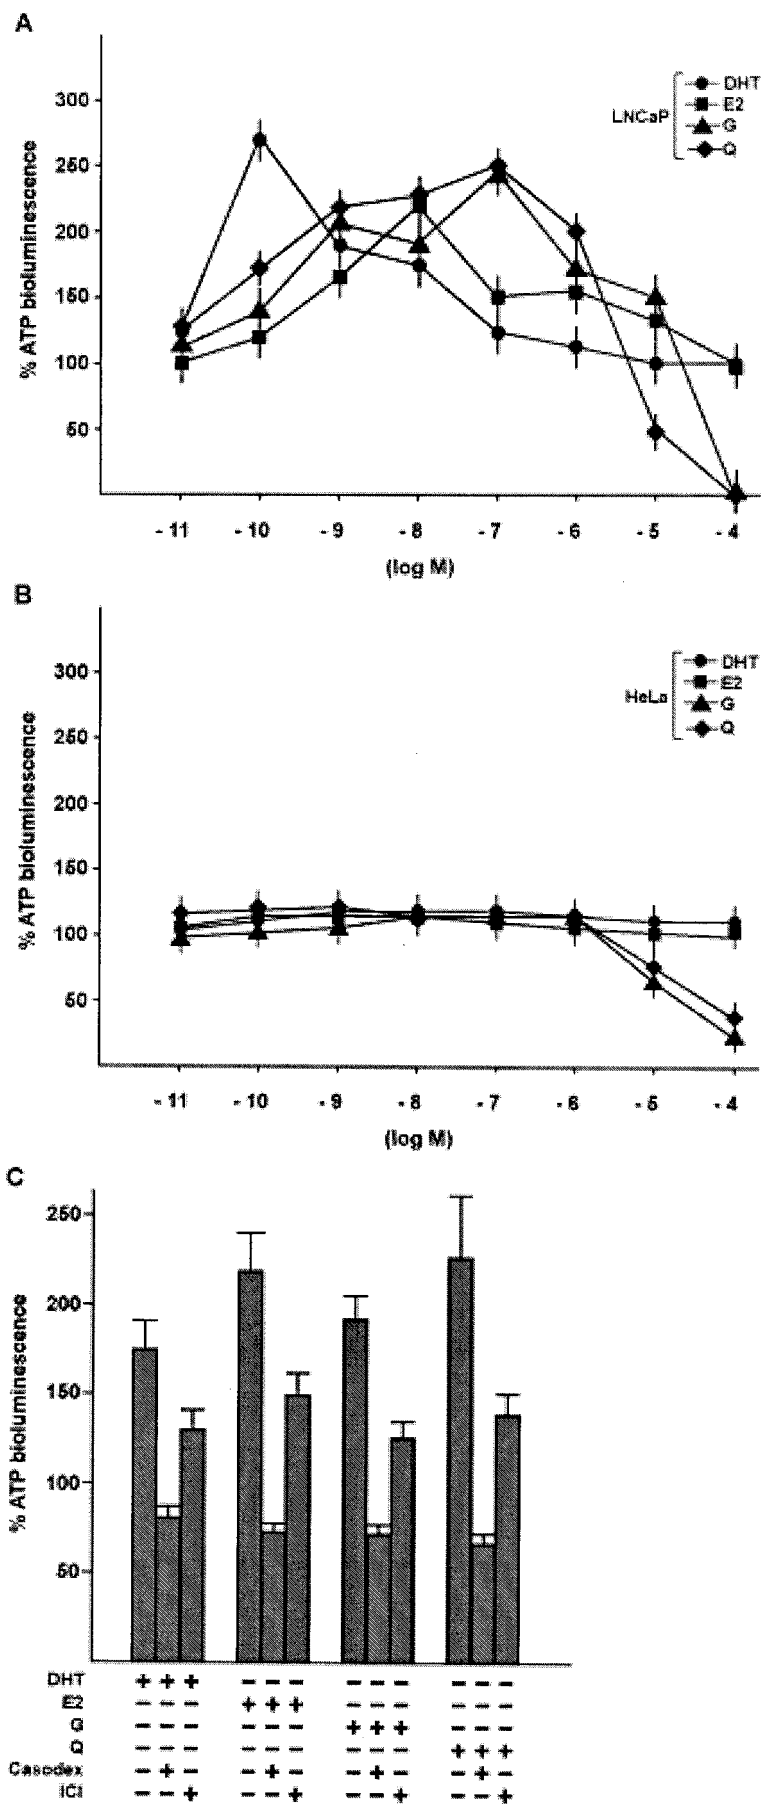 A
% ATP bioluminescence
300
250
200
150
100
50
LNCaP
DHT
E2
G
Q
- 11 - 10 - 9 - 8 - 7 - 6 - 5 - 4
(log M)
B
% ATP bioluminescence
300
250
200
150
100
50
HeLa
DHT
E2
G
Q
- 11 - 10 - 9 - 8 - 7 - 6 - 5 - 4
(log M)
C
% ATP bioluminescence
250
200
150
100
50
DHT + + + − − − − − − − − −
E2 − − − + + + − − − − − −
G − − − − − − + + + − − −
Q − − − − − − − − − + + +
Casodex − + − − + − − + − − + −
ICI − − + − − + − − + − − +